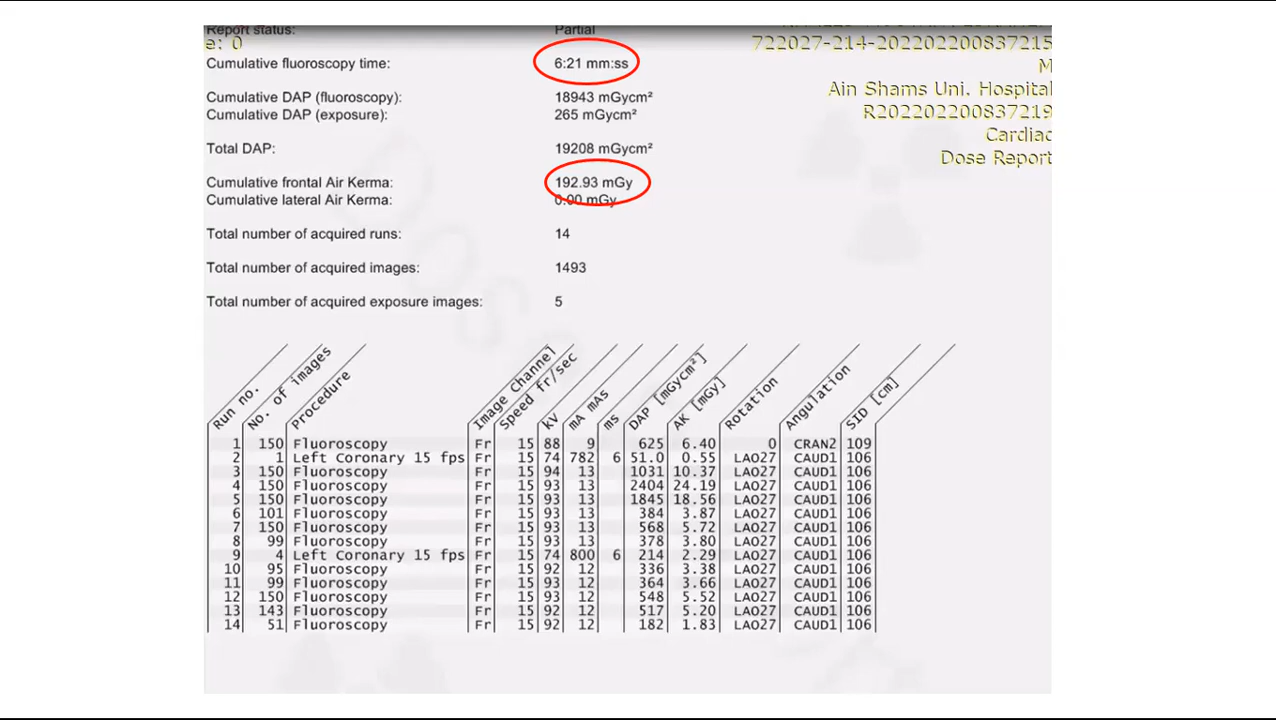 Report status: Partial
e: 0
722027-214-202202200837215
Cumulative fluoroscopy time: 6:21 mm:ss
M
Ain Shams Uni. Hospital
Cumulative DAP (fluoroscopy): 18943 mGycm²
R202202200837219
Cumulative DAP (exposure): 265 mGycm²
Cardiac
Total DAP: 19208 mGycm²
Dose Report
Cumulative frontal Air Kerma: 192.93 mGy
Cumulative lateral Air Kerma: 0.00 mGy
Total number of acquired runs: 14
Total number of acquired images: 1493
Total number of acquired exposure images: 5
Run no. No. of images Procedure Image Channel Speed fr/sec kV mA mAs ms DAP [mGycm²] AK [mGy] Rotation Angulation SID [cm]
1 150 Fluoroscopy Fr 15 88 9 625 6.40 0 CRAN2 109
2 1 Left Coronary 15 fps Fr 15 74 782 6 51.0 0.55 LAO27 CAUD1 106
3 150 Fluoroscopy Fr 15 94 13 1031 10.37 LAO27 CAUD1 106
4 150 Fluoroscopy Fr 15 93 13 2404 24.19 LAO27 CAUD1 106
5 150 Fluoroscopy Fr 15 93 13 1845 18.56 LAO27 CAUD1 106
6 101 Fluoroscopy Fr 15 93 13 384 3.87 LAO27 CAUD1 106
7 150 Fluoroscopy Fr 15 93 13 568 5.72 LAO27 CAUD1 106
8 99 Fluoroscopy Fr 15 93 13 378 3.80 LAO27 CAUD1 106
9 4 Left Coronary 15 fps Fr 15 74 800 6 214 2.29 LAO27 CAUD1 106
10 95 Fluoroscopy Fr 15 92 12 336 3.38 LAO27 CAUD1 106
11 99 Fluoroscopy Fr 15 93 12 364 3.66 LAO27 CAUD1 106
12 150 Fluoroscopy Fr 15 93 12 548 5.52 LAO27 CAUD1 106
13 143 Fluoroscopy Fr 15 92 12 517 5.20 LAO27 CAUD1 106
14 51 Fluoroscopy Fr 15 92 12 182 1.83 LAO27 CAUD1 106